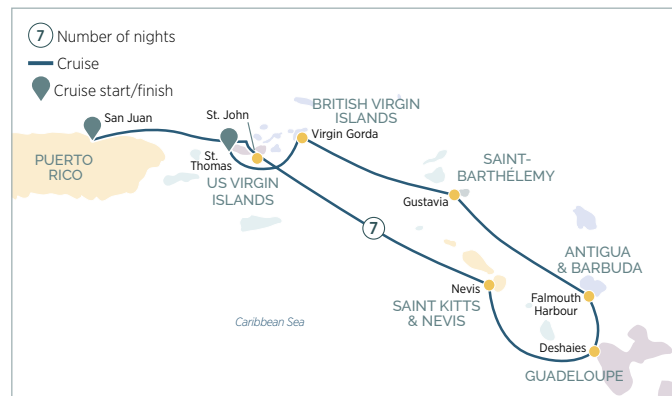 7 Number of nights
Cruise
Cruise start/finish
San Juan
St. John
BRITISH VIRGIN
ISLANDS
Virgin Gorda
PUERTO
RICO
St.
Thomas
US VIRGIN
ISLANDS
SAINT-
BARTHÉLEMY
Gustavia
7
ANTIGUA
& BARBUDA
Nevis
Falmouth
Harbour
SAINT KITTS
& NEVIS
Caribbean Sea
Deshaies
GUADELOUPE